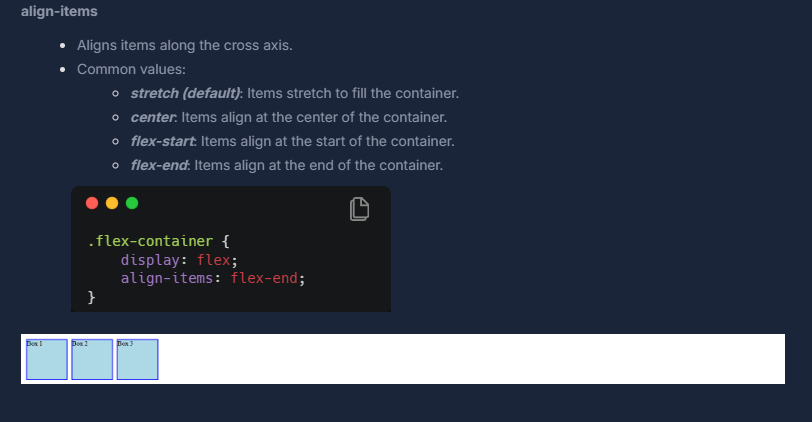 align-items
Aligns items along the cross axis.
Common values:
stretch (default): Items stretch to fill the container.
center: Items align at the center of the container.
flex-start: Items align at the start of the container.
flex-end: Items align at the end of the container.
.flex-container {
    display: flex;
    align-items: flex-end;
}
Box 1 Box 2 Box 3